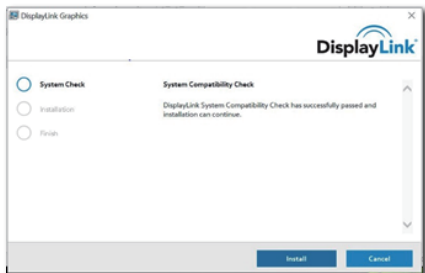 DisplayLink Graphics
DisplayLink
System Check
Installation
Finish
System Compatibility Check
DisplayLink System Compatibility Check has successfully passed and
installation can continue.
Install
Cancel